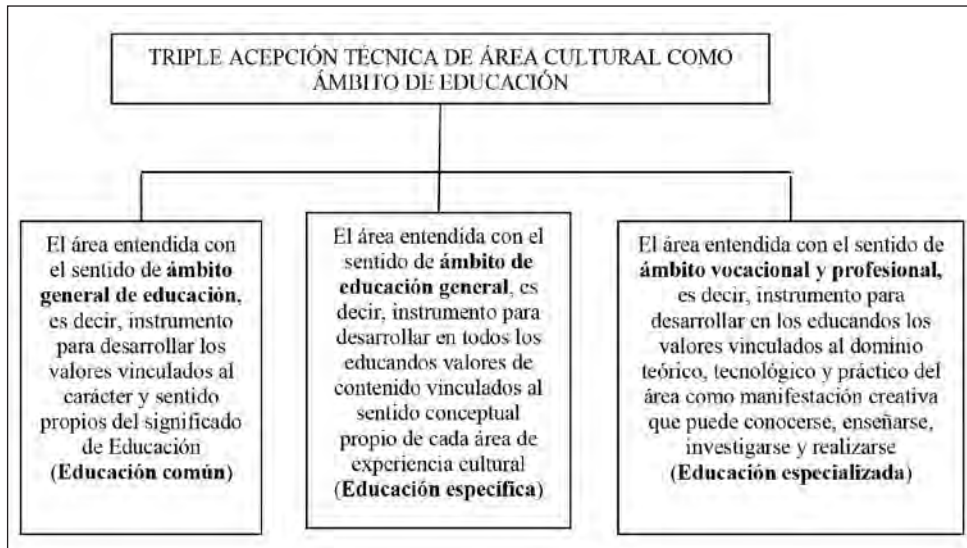 TRIPLE ACEPCIÓN TÉCNICA DE ÁREA CULTURAL COMO
ÁMBITO DE EDUCACIÓN
El área entendida con
el sentido de ámbito
general de educación,
es decir, instrumento
para desarrollar los
valores vinculados al
carácter y sentido
propios del significado
de Educación
(Educación común)
El área entendida con el
sentido de ámbito de
educación general, es
decir, instrumento para
desarrollar en todos los
educandos valores de
contenido vinculados al
sentido conceptual
propio de cada área de
experiencia cultural
(Educación específica)
El área entendida con el sentido de
ámbito vocacional y profesional,
es decir, instrumento para
desarrollar en los educandos los
valores vinculados al dominio
teórico, tecnológico y práctico del
área como manifestación creativa
que puede conocerse, enseñarse,
investigarse y realizarse
(Educación especializada)